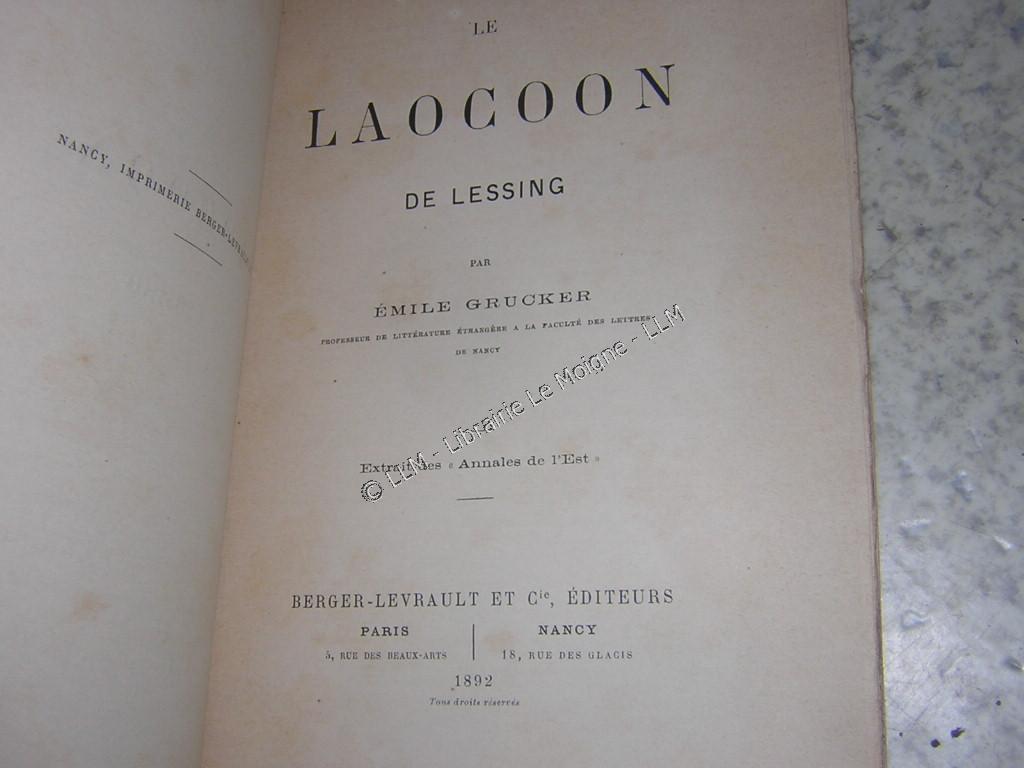 NANCY, IMPRIMERIE BERGER-LEVRAULT
LE
LAOCOON
DE LESSING
PAR
ÉMILE GRUCKER
PROFESSEUR DE LITTÉRATURE ÉTRANGÈRE A LA FACULTÉ DES LETTRES
DE NANCY
Extrait des « Annales de l'Est »
© LLM - Librairie Le Moigne - LLM
BERGER-LEVRAULT ET Cie, ÉDITEURS
PARIS
5, RUE DES BEAUX-ARTS
NANCY
18, RUE DES GLACIS
1892
Tous droits réservés